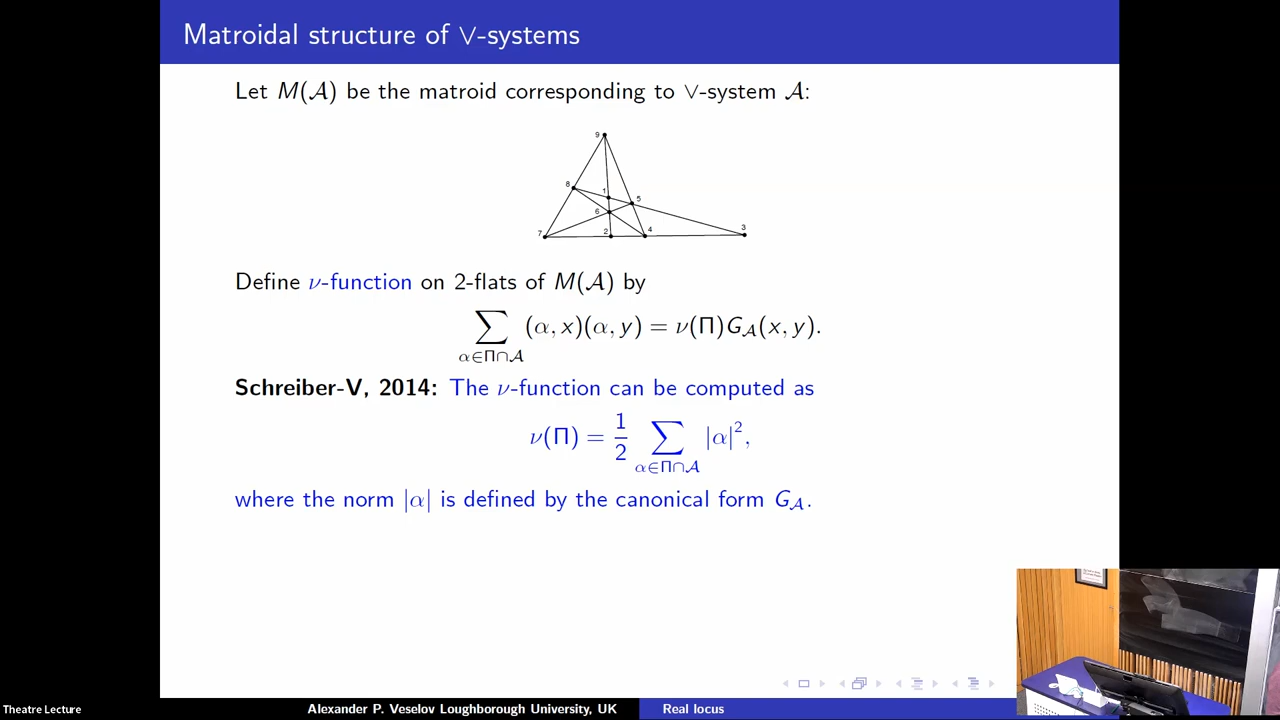 Matroidal structure of ∨-systems
Let M(𝒜) be the matroid corresponding to ∨-system 𝒜:
9
8
1
5
6
7
2
4
3
Define ν-function on 2-flats of M(𝒜) by
∑_{α∈Π∩𝒜} (α, x)(α, y) = ν(Π)G_𝒜(x, y).
Schreiber-V, 2014: The ν-function can be computed as
ν(Π) = 1/2 ∑_{α∈Π∩𝒜} |α|²,
where the norm |α| is defined by the canonical form G_𝒜.
Theatre Lecture
Alexander P. Veselov Loughborough University, UK
Real locus